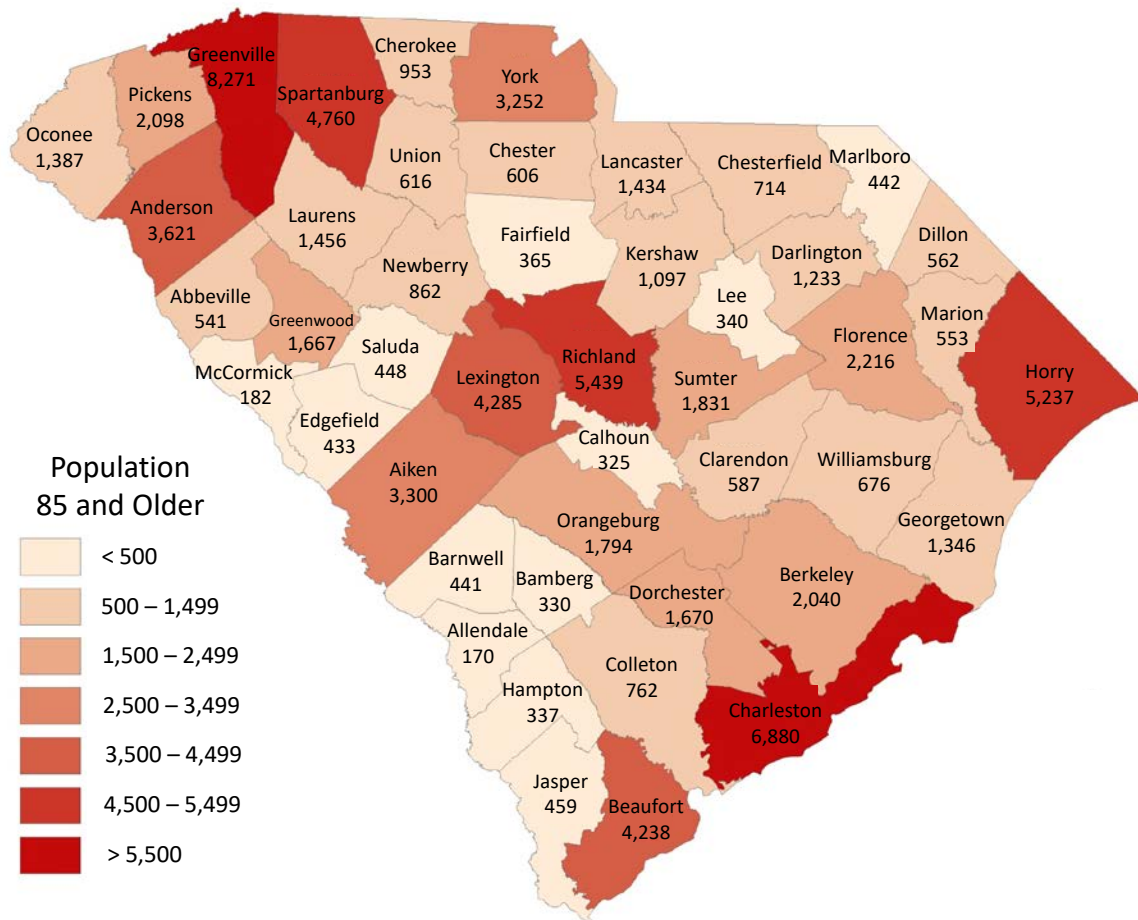 Greenville
8,271
Cherokee
953
York
3,252
Pickens
2,098
Spartanburg
4,760
Oconee
1,387
Union
616
Chester
606
Lancaster
1,434
Chesterfield
714
Marlboro
442
Anderson
3,621
Laurens
1,456
Fairfield
365
Kershaw
1,097
Darlington
1,233
Dillon
562
Newberry
862
Abbeville
541
Greenwood
1,667
Lee
340
Marion
553
Florence
2,216
Saluda
448
Richland
5,439
Horry
5,237
McCormick
182
Lexington
4,285
Sumter
1,831
Edgefield
433
Calhoun
325
Clarendon
587
Williamsburg
676
Aiken
3,300
Georgetown
1,346
Orangeburg
1,794
Barnwell
441
Bamberg
330
Dorchester
1,670
Berkeley
2,040
Allendale
170
Colleton
762
Hampton
337
Charleston
6,880
Jasper
459
Beaufort
4,238
Population
85 and Older
< 500
500 – 1,499
1,500 – 2,499
2,500 – 3,499
3,500 – 4,499
4,500 – 5,499
> 5,500